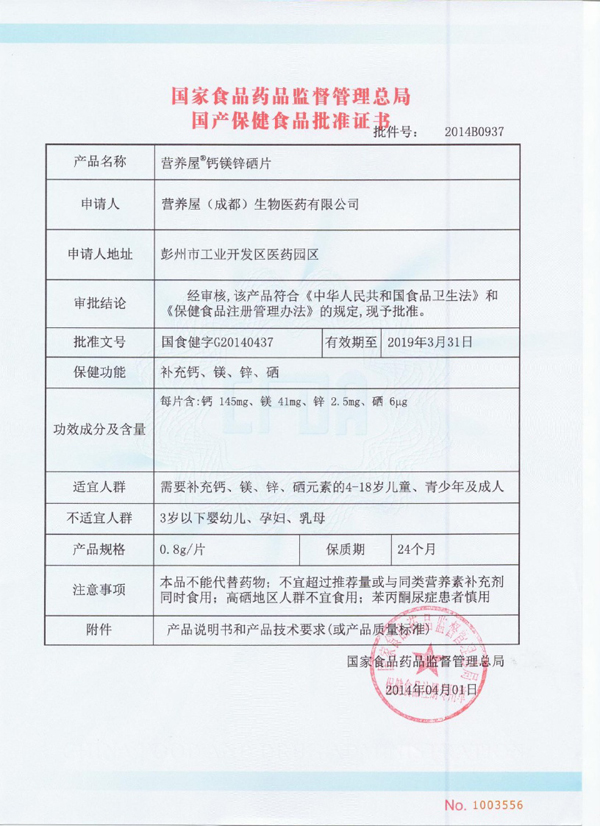 国家食品药品监督管理总局
国产保健食品批准证书
批件号: 2014B0937
产品名称 营养屋®钙镁锌硒片
申请人 营养屋(成都)生物医药有限公司
申请人地址 彭州市工业开发区医药园区
审批结论 经审核,该产品符合《中华人民共和国食品卫生法》和
《保健食品注册管理办法》的规定,现予批准。
批准文号 国食健字G20140437 有效期至 2019年3月31日
保健功能 补充钙、镁、锌、硒
功效成分及含量 每片含:钙 145mg、镁 41mg、锌 2.5mg、硒 6μg
适宜人群 需要补充钙、镁、锌、硒元素的4-18岁儿童、青少年及成人
不适宜人群 3岁以下婴幼儿、孕妇、乳母
产品规格 0.8g/片 保质期 24个月
注意事项 本品不能代替药物;不宜超过推荐量或与同类营养素补充剂
同时食用;高硒地区人群不宜食用;苯丙酮尿症患者慎用
附件 产品说明书和产品技术要求(或产品质量标准)
国家食品药品监督管理总局
2014年04月01日
No. 1003556